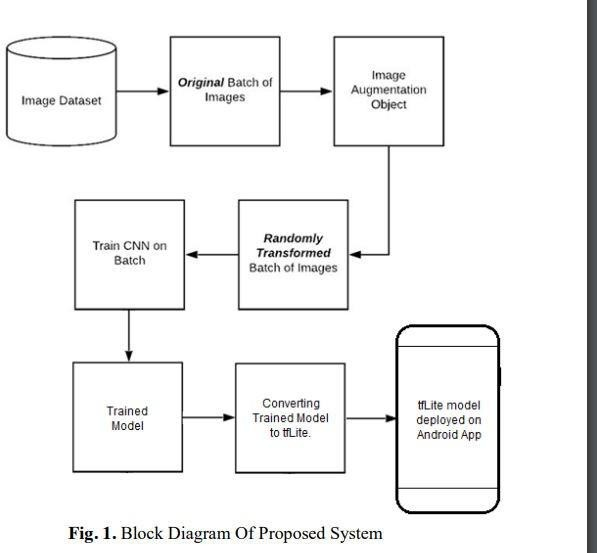 Image Dataset
Original Batch of
Images
Image
Augmentation
Object
Randomly
Transformed
Batch of Images
Train CNN on
Batch
Trained
Model
Converting
Trained Model
to tfLite.
tfLite model
deployed on
Android App
Fig. 1. Block Diagram Of Proposed System